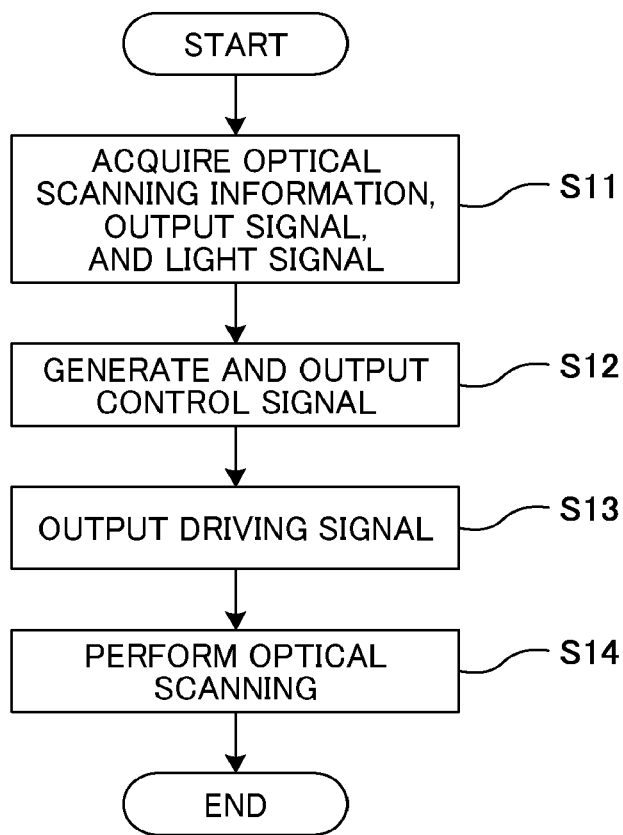 START
ACQUIRE OPTICAL
SCANNING INFORMATION,
OUTPUT SIGNAL,
AND LIGHT SIGNAL
S11
GENERATE AND OUTPUT
CONTROL SIGNAL
S12
OUTPUT DRIVING SIGNAL
S13
PERFORM OPTICAL
SCANNING
S14
END